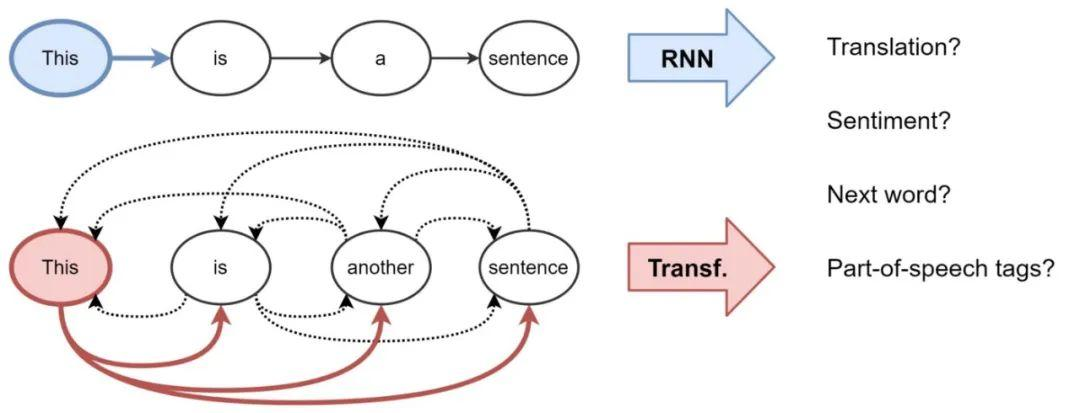 This is a sentence
RNN
Translation?
Sentiment?
Next word?
This is another sentence
Transf.
Part-of-speech tags?